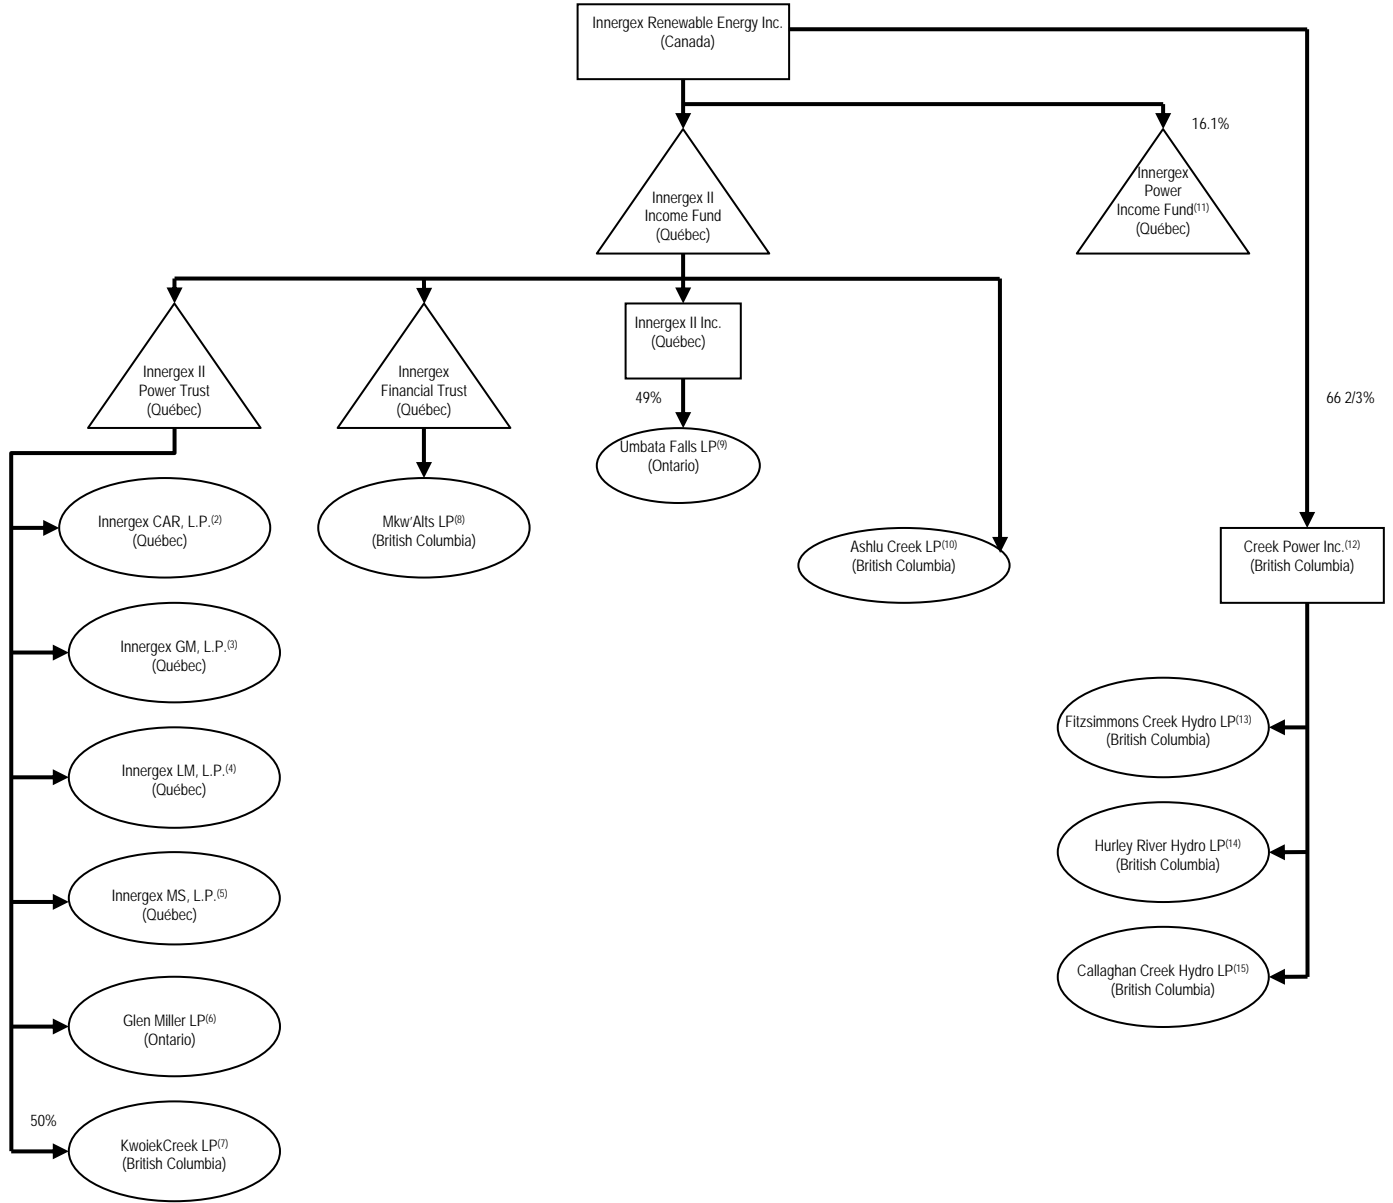 Innergex Renewable Energy Inc.
(Canada)
16.1%
Innergex
Power
Income Fund(11)
(Québec)
Innergex II
Income Fund
(Québec)
Innergex II
Power Trust
(Québec)
Innergex
Financial Trust
(Québec)
Innergex II Inc.
(Québec)
49%
66 2/3%
Umbata Falls LP(9)
(Ontario)
Innergex CAR, L.P.(2)
(Québec)
Mkw'Alts LP(8)
(British Columbia)
Ashlu Creek LP(10)
(British Columbia)
Creek Power Inc.(12)
(British Columbia)
Innergex GM, L.P.(3)
(Québec)
Fitzsimmons Creek Hydro LP(13)
(British Columbia)
Innergex LM, L.P.(4)
(Québec)
Hurley River Hydro LP(14)
(British Columbia)
Innergex MS, L.P.(5)
(Québec)
Callaghan Creek Hydro LP(15)
(British Columbia)
Glen Miller LP(6)
(Ontario)
50%
KwoiekCreek LP(7)
(British Columbia)